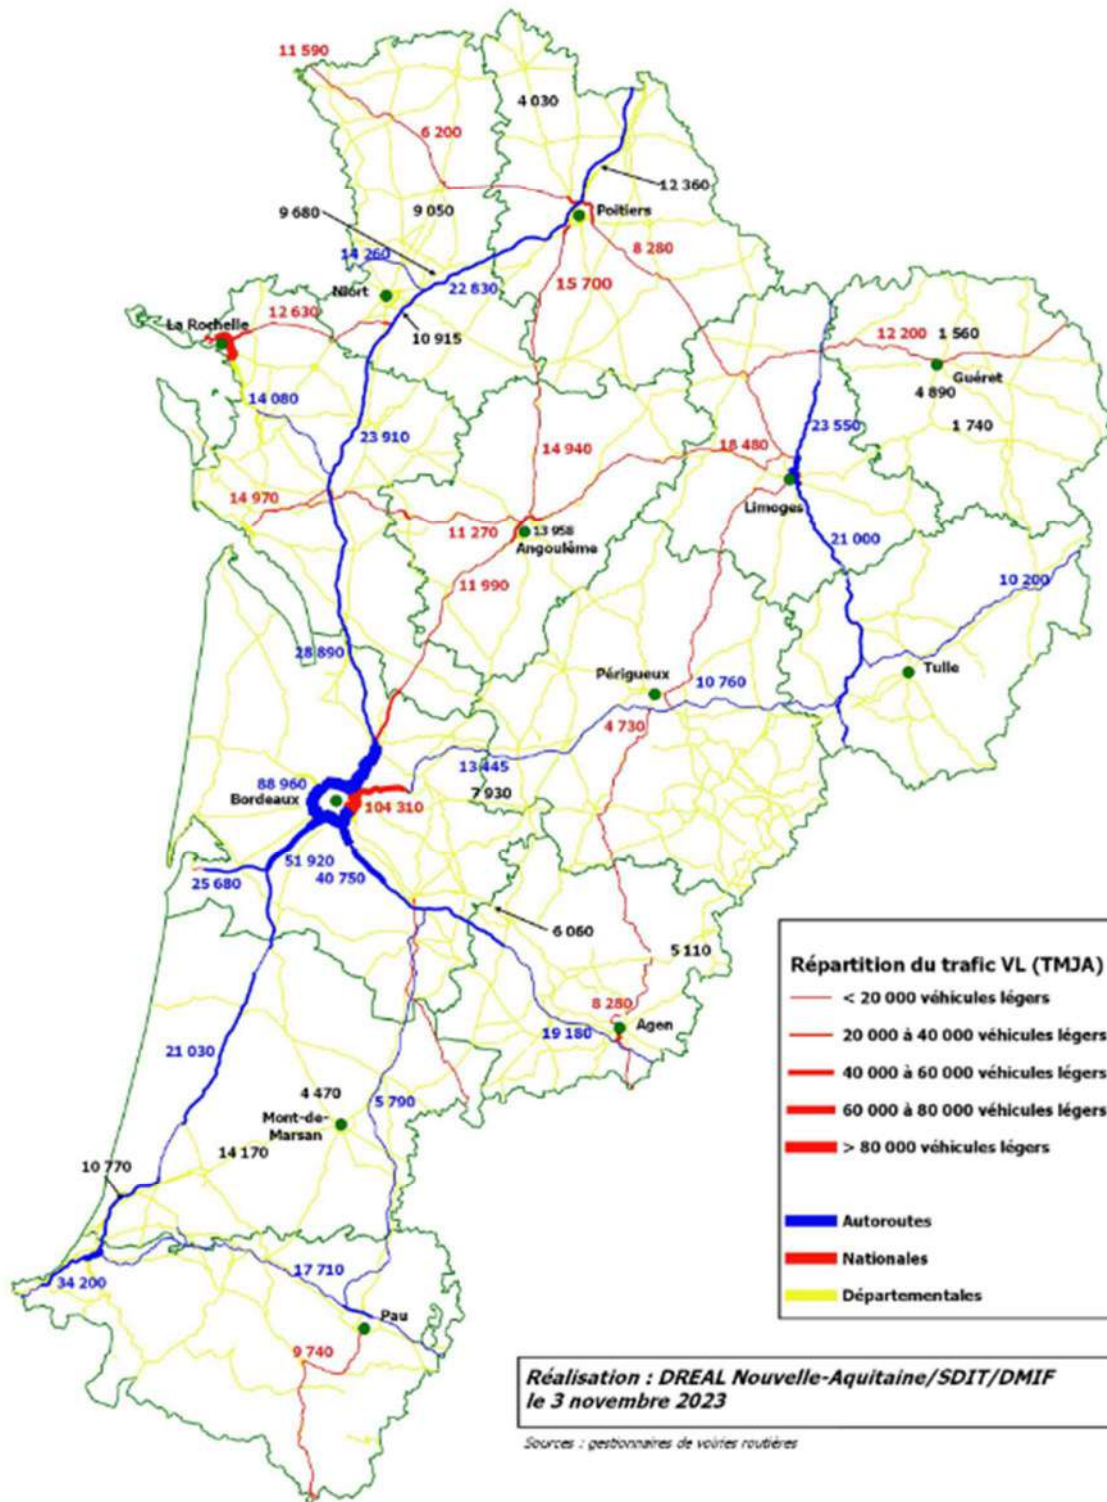 11 590
4 030
6 200
12 360
9 680
9 050
Poitiers
14 260
8 280
22 830
15 700
Niort
12 630
La Rochelle
10 915
12 200
1 560
Guéret
4 890
14 080
1 740
23 910
23 550
14 940
18 480
14 970
Limoges
11 270
13 958
Angoulême
21 000
11 990
10 200
28 890
Périgueux
Tulle
10 760
4 730
13 445
88 960
7 930
Bordeaux
104 310
51 920
40 750
25 680
6 060
5 110
8 280
Agen
19 180
21 030
4 470
5 790
Mont-de-
Marsan
14 170
10 770
17 710
34 200
Pau
9 740
Répartition du trafic VL (TMJA)
< 20 000 véhicules légers
20 000 à 40 000 véhicules légers
40 000 à 60 000 véhicules légers
60 000 à 80 000 véhicules légers
> 80 000 véhicules légers
Autoroutes
Nationales
Départementales
Réalisation : DREAL Nouvelle-Aquitaine/SDIT/DMIF
le 3 novembre 2023
Sources : gestionnaires de voiries routières